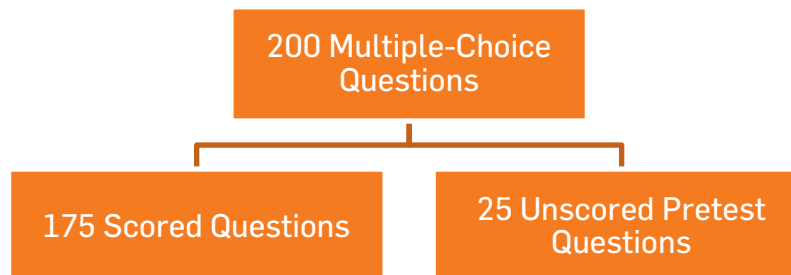 200 Multiple-Choice
Questions
175 Scored Questions
25 Unscored Pretest
Questions